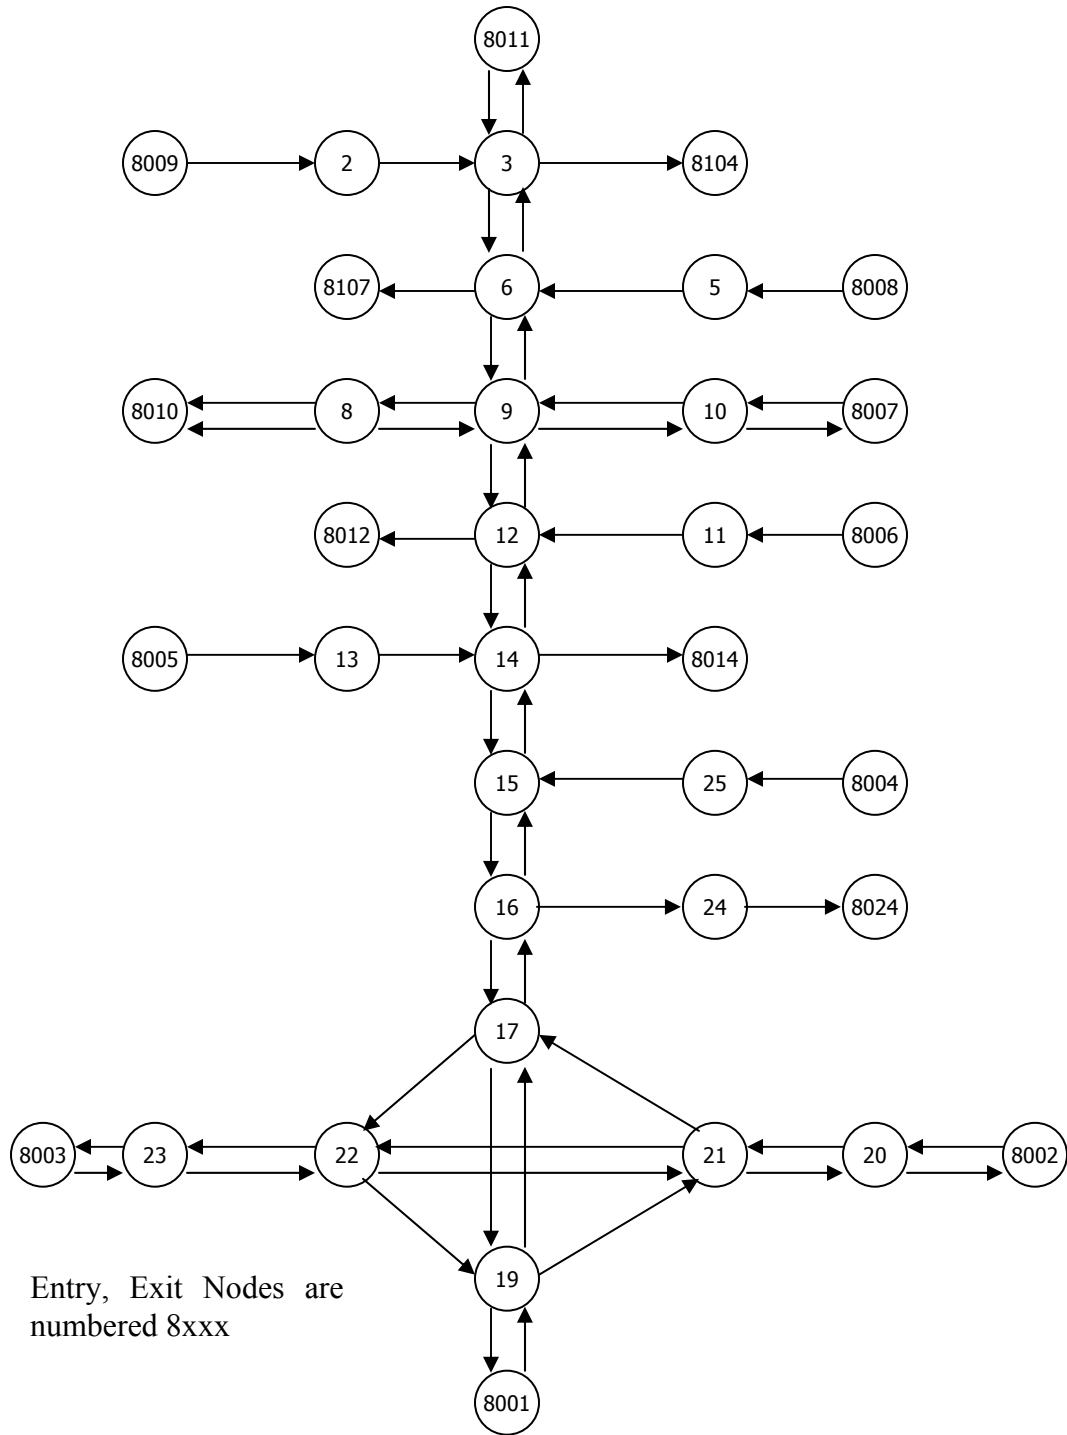 8011
8009 2 3 8104
8107 6 5 8008
8010 8 9 10 8007
8012 12 11 8006
8005 13 14 8014
15 25 8004
16 24 8024
17
8003 23 22 21 20 8002
19
Entry, Exit Nodes are
numbered 8xxx
8001